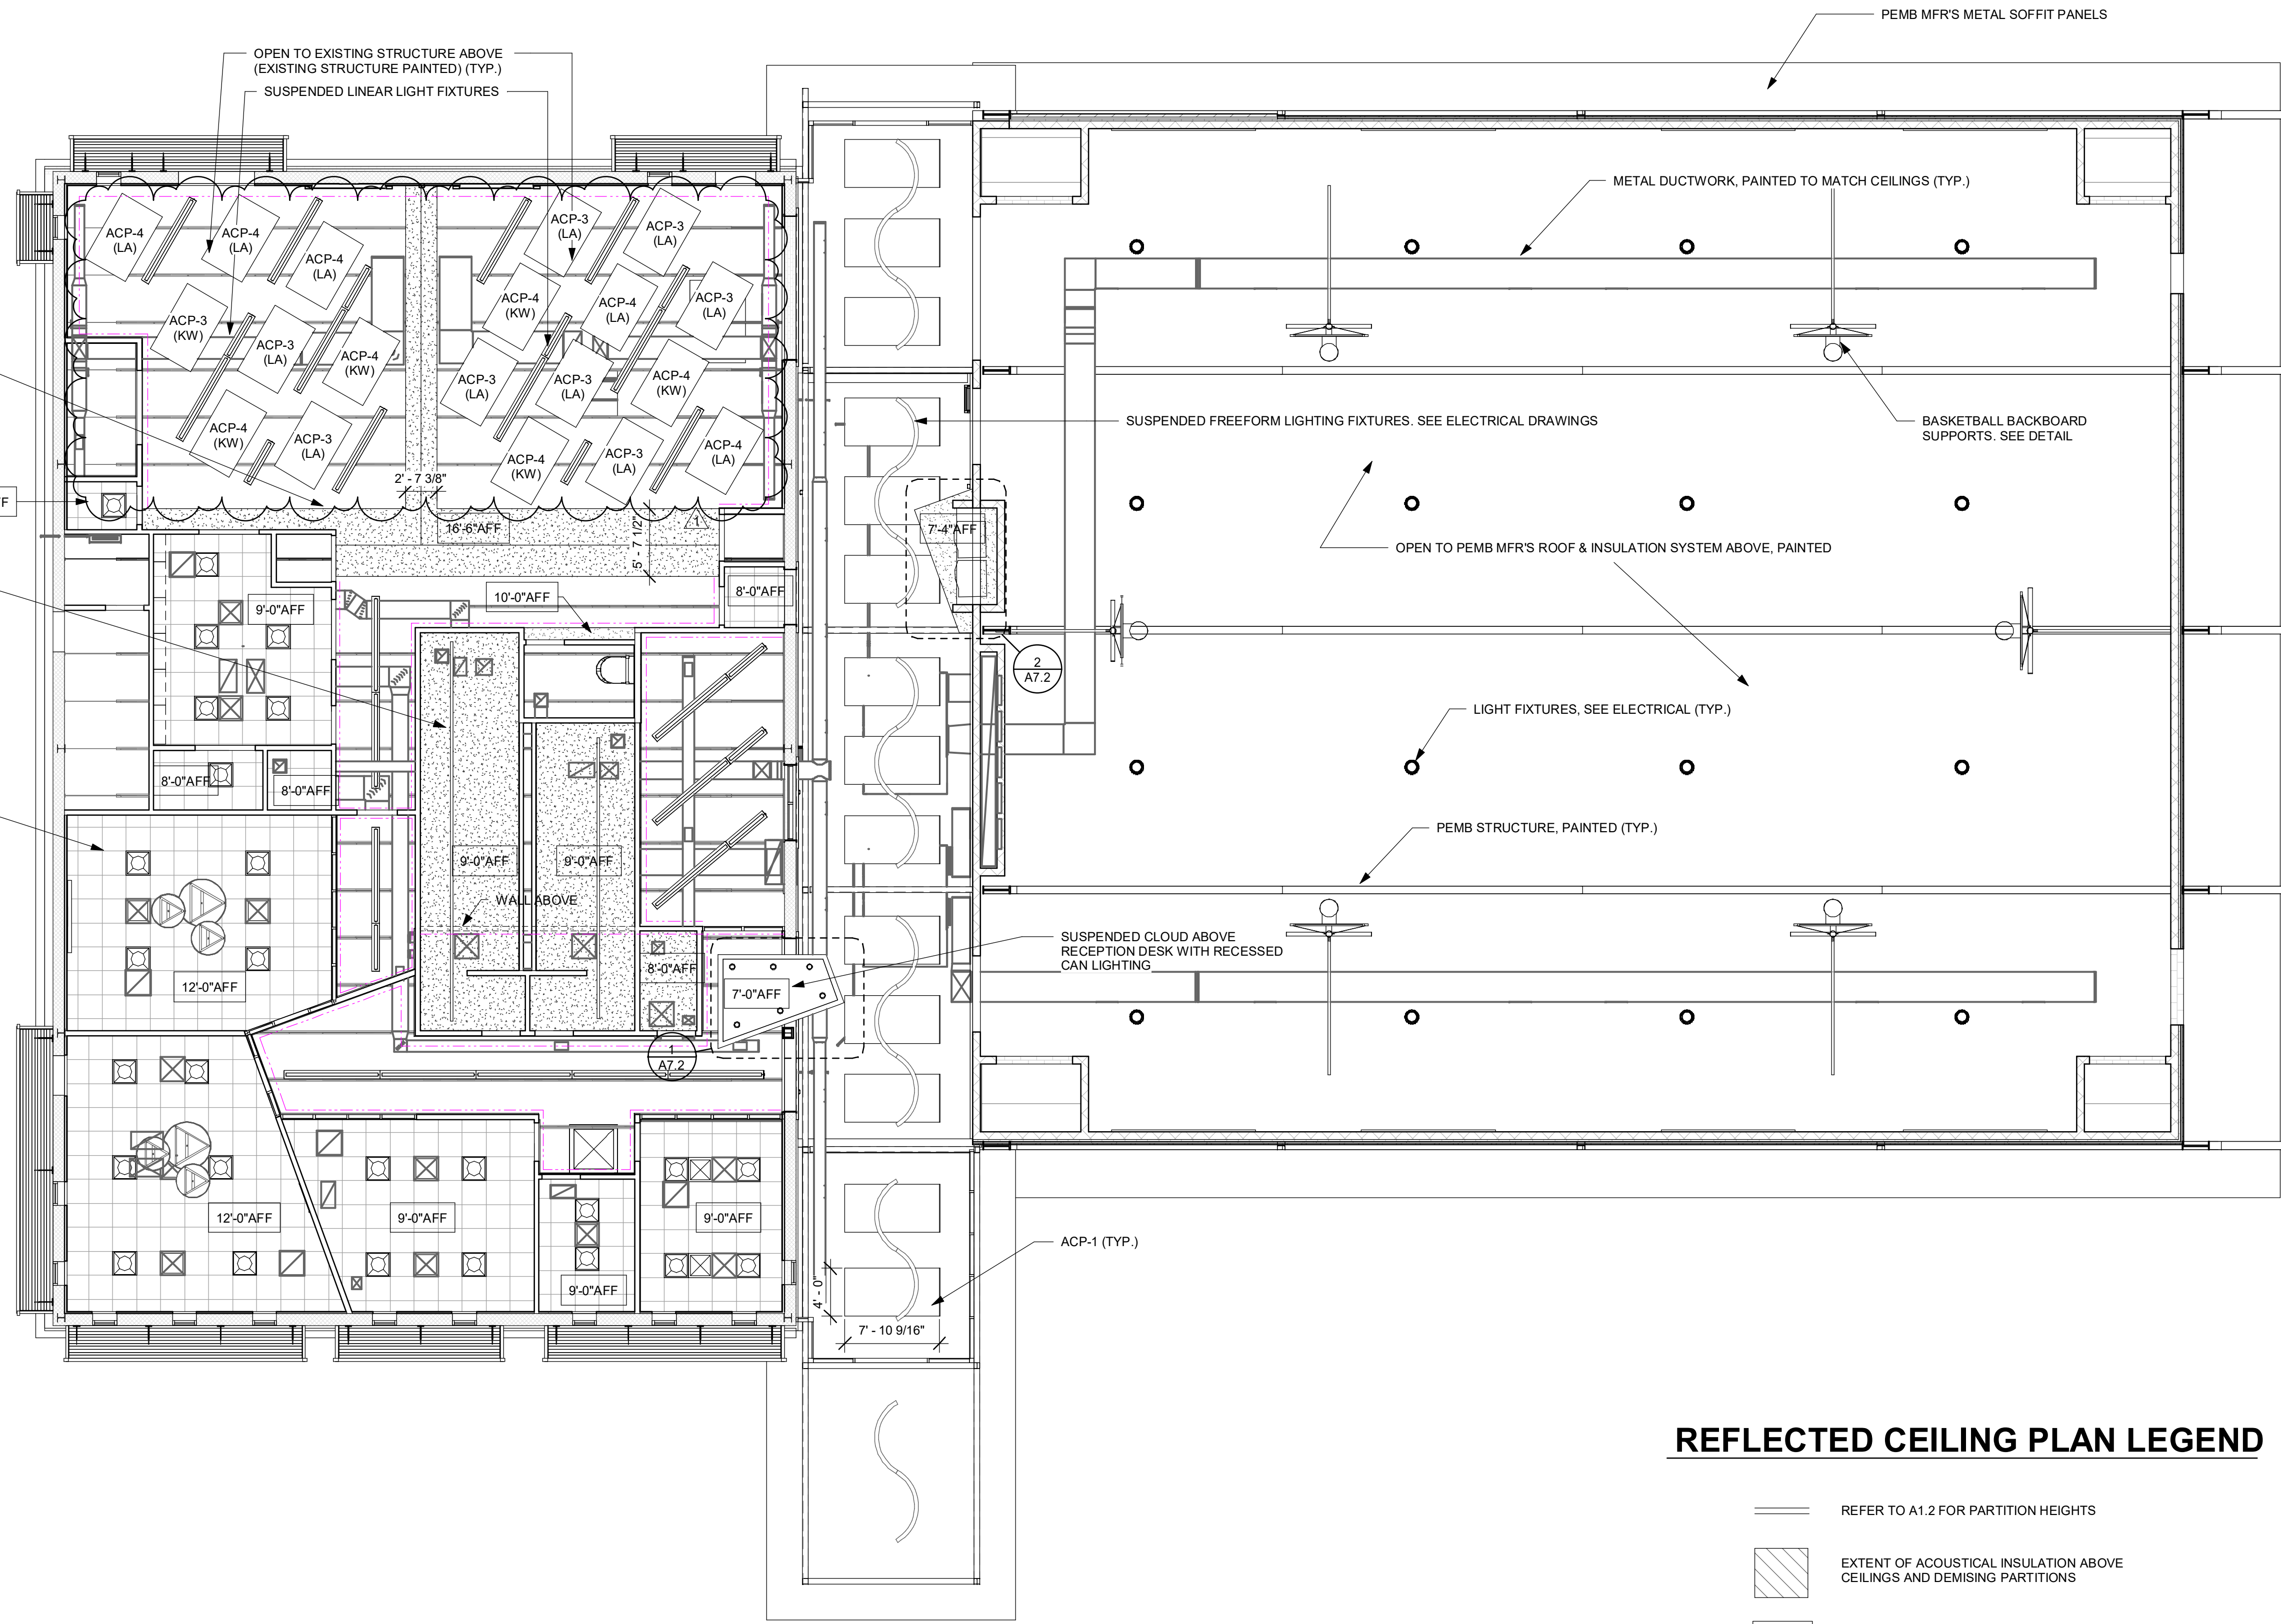 PEMB MFR'S METAL SOFFIT PANELS
OPEN TO EXISTING STRUCTURE ABOVE
(EXISTING STRUCTURE PAINTED) (TYP.)
SUSPENDED LINEAR LIGHT FIXTURES
METAL DUCTWORK, PAINTED TO MATCH CEILINGS (TYP.)
ACP-4
(LA)
ACP-4
(LA)
ACP-4
(LA)
ACP-3
(KW)
ACP-3
(LA)
ACP-4
(KW)
ACP-4
(KW)
ACP-3
(LA)
ACP-3
(LA)
ACP-3
(LA)
ACP-4
(KW)
ACP-4
(LA)
ACP-3
(LA)
ACP-3
(LA)
ACP-3
(LA)
ACP-4
(KW)
ACP-4
(KW)
ACP-3
(LA)
ACP-4
(LA)
SUSPENDED FREEFORM LIGHTING FIXTURES. SEE ELECTRICAL DRAWINGS
BASKETBALL BACKBOARD
SUPPORTS. SEE DETAIL
2' - 7 3/8"
FF
16'-6"AFF
5' - 7 1/2"
1
7'-4"AFF
OPEN TO PEMB MFR'S ROOF & INSULATION SYSTEM ABOVE, PAINTED
9'-0"AFF
10'-0"AFF
8'-0"AFF
2
A7.2
LIGHT FIXTURES, SEE ELECTRICAL (TYP.)
8'-0"AFF
8'-0"AFF
PEMB STRUCTURE, PAINTED (TYP.)
9'-0"AFF
9'-0"AFF
WALL ABOVE
SUSPENDED CLOUD ABOVE
RECEPTION DESK WITH RECESSED
CAN LIGHTING
12'-0"AFF
8'-0"AFF
7'-0"AFF
1
A7.2
12'-0"AFF
9'-0"AFF
9'-0"AFF
9'-0"AFF
ACP-1 (TYP.)
4' - 0"
7' - 10 9/16"
REFLECTED CEILING PLAN LEGEND
REFER TO A1.2 FOR PARTITION HEIGHTS
EXTENT OF ACOUSTICAL INSULATION ABOVE
CEILINGS AND DEMISING PARTITIONS